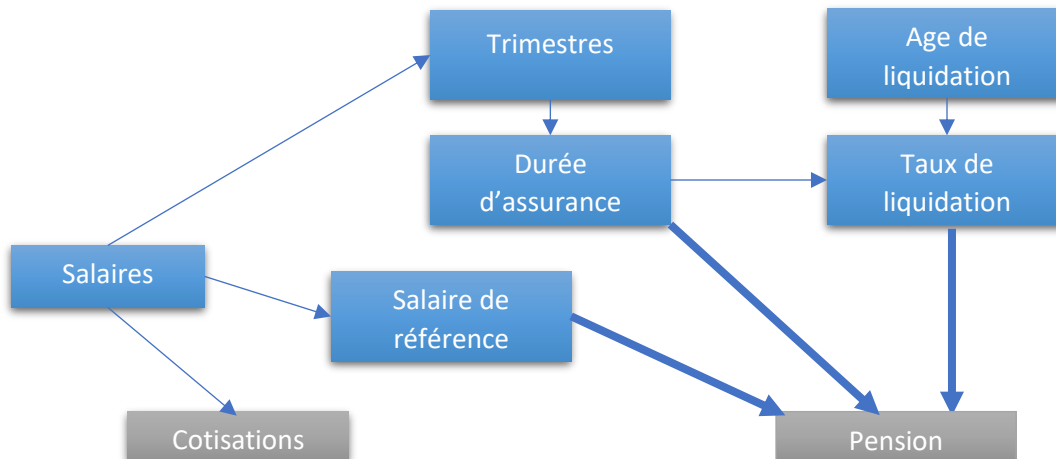 Trimestres
Age de
liquidation
Durée
d’assurance
Taux de
liquidation
Salaires
Salaire de
référence
Cotisations
Pension